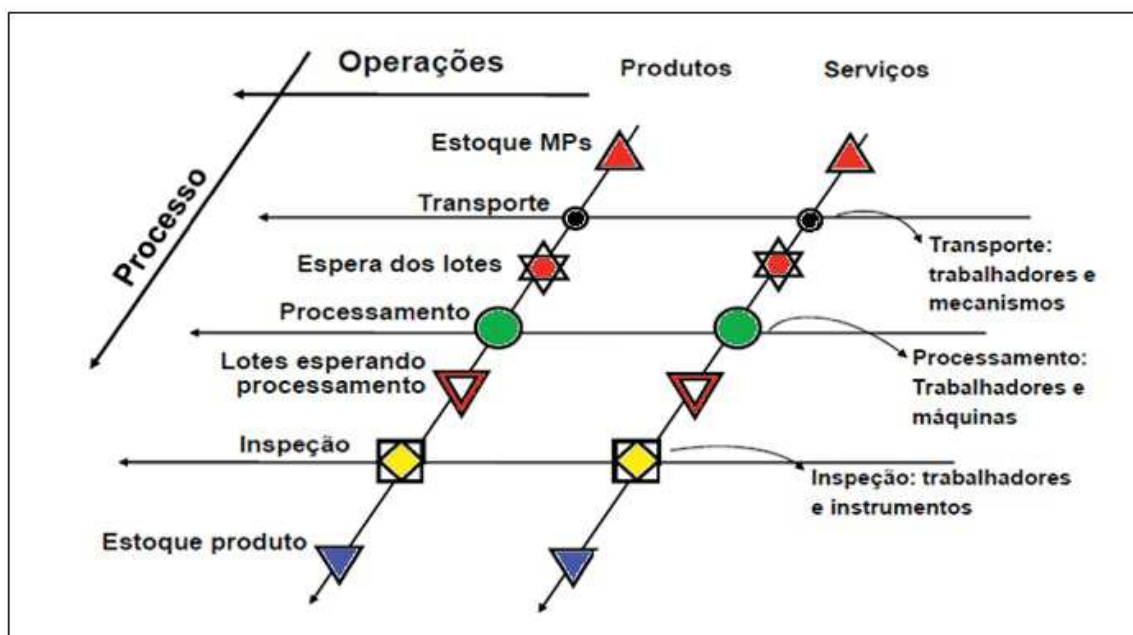 Operações
Produtos
Serviços
Processo
Estoque MPs
Transporte
Espera dos lotes
Processamento
Lotes esperando
processamento
Inspeção
Estoque produto
Transporte:
trabalhadores e
mecanismos
Processamento:
Trabalhadores e
máquinas
Inspeção: trabalhadores
e instrumentos